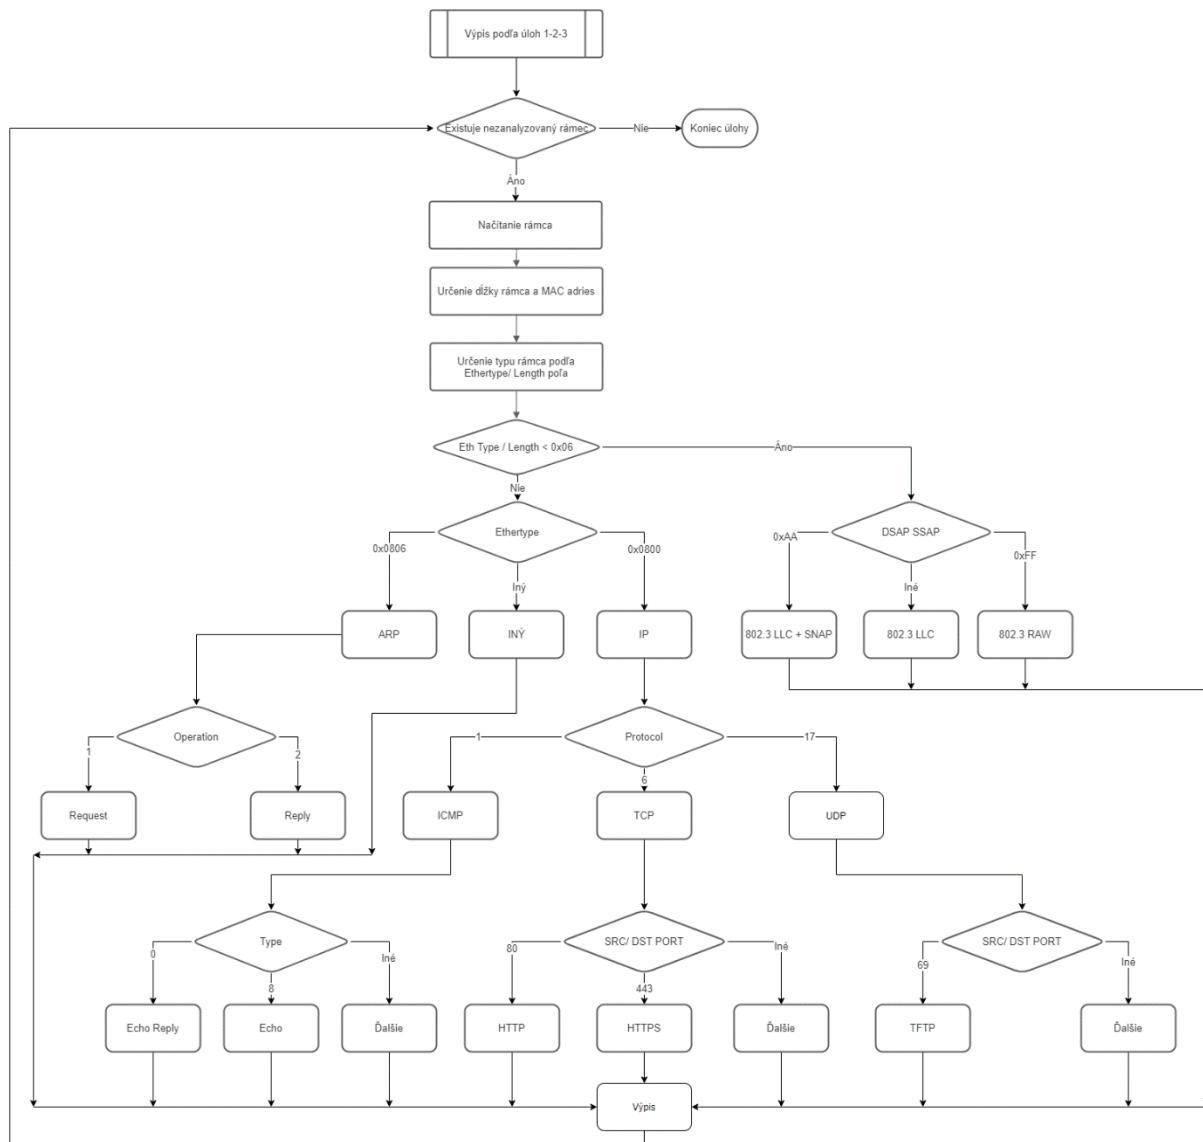 Výpis podľa úloh 1-2-3
Existuje nezanalyzovaný rámec
Nie
Koniec úlohy
Áno
Načítanie rámca
Určenie dĺžky rámca a MAC adries
Určenie typu rámca podľa
Ethertype/ Length poľa
Eth Type / Length < 0x06
Áno
Nie
Ethertype
DSAP SSAP
0x0806
0x0800
0xAA
0xFF
Iný
Iné
ARP
INÝ
IP
802.3 LLC + SNAP
802.3 LLC
802.3 RAW
Operation
1
Protocol
17
1
2
6
Request
Reply
ICMP
TCP
UDP
Type
SRC/ DST PORT
SRC/ DST PORT
0
Iné
80
Iné
69
Iné
8
443
Echo Reply
Echo
Ďalšie
HTTP
HTTPS
Ďalšie
TFTP
Ďalšie
Výpis